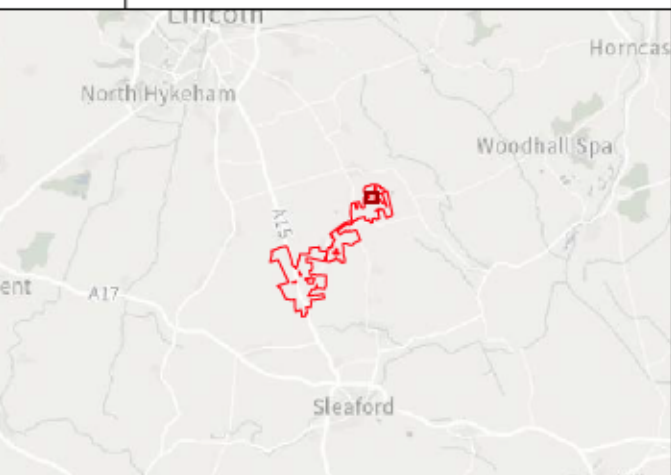 Lincoln
Horncas
North Hykeham
Woodhall Spa
A15
ent
A17
Sleaford